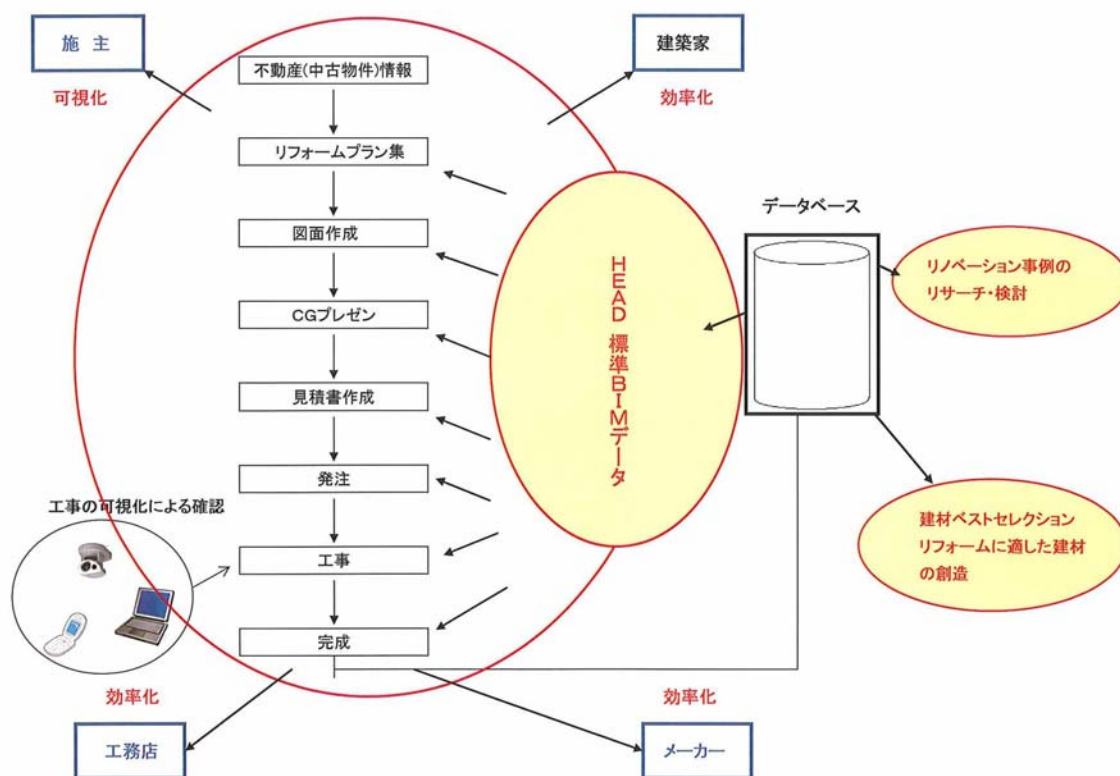 施 主
建築家
可視化
効率化
不動産(中古物件)情報
リフォームプラン集
図面作成
CGプレゼン
見積書作成
発注
工事
完成
HEAD 標準BIMデータ
データベース
リノベーション事例の
リサーチ・検討
建材ベストセレクション
リフォームに適した建材
の創造
工事の可視化による確認
効率化
効率化
工務店
メーカー